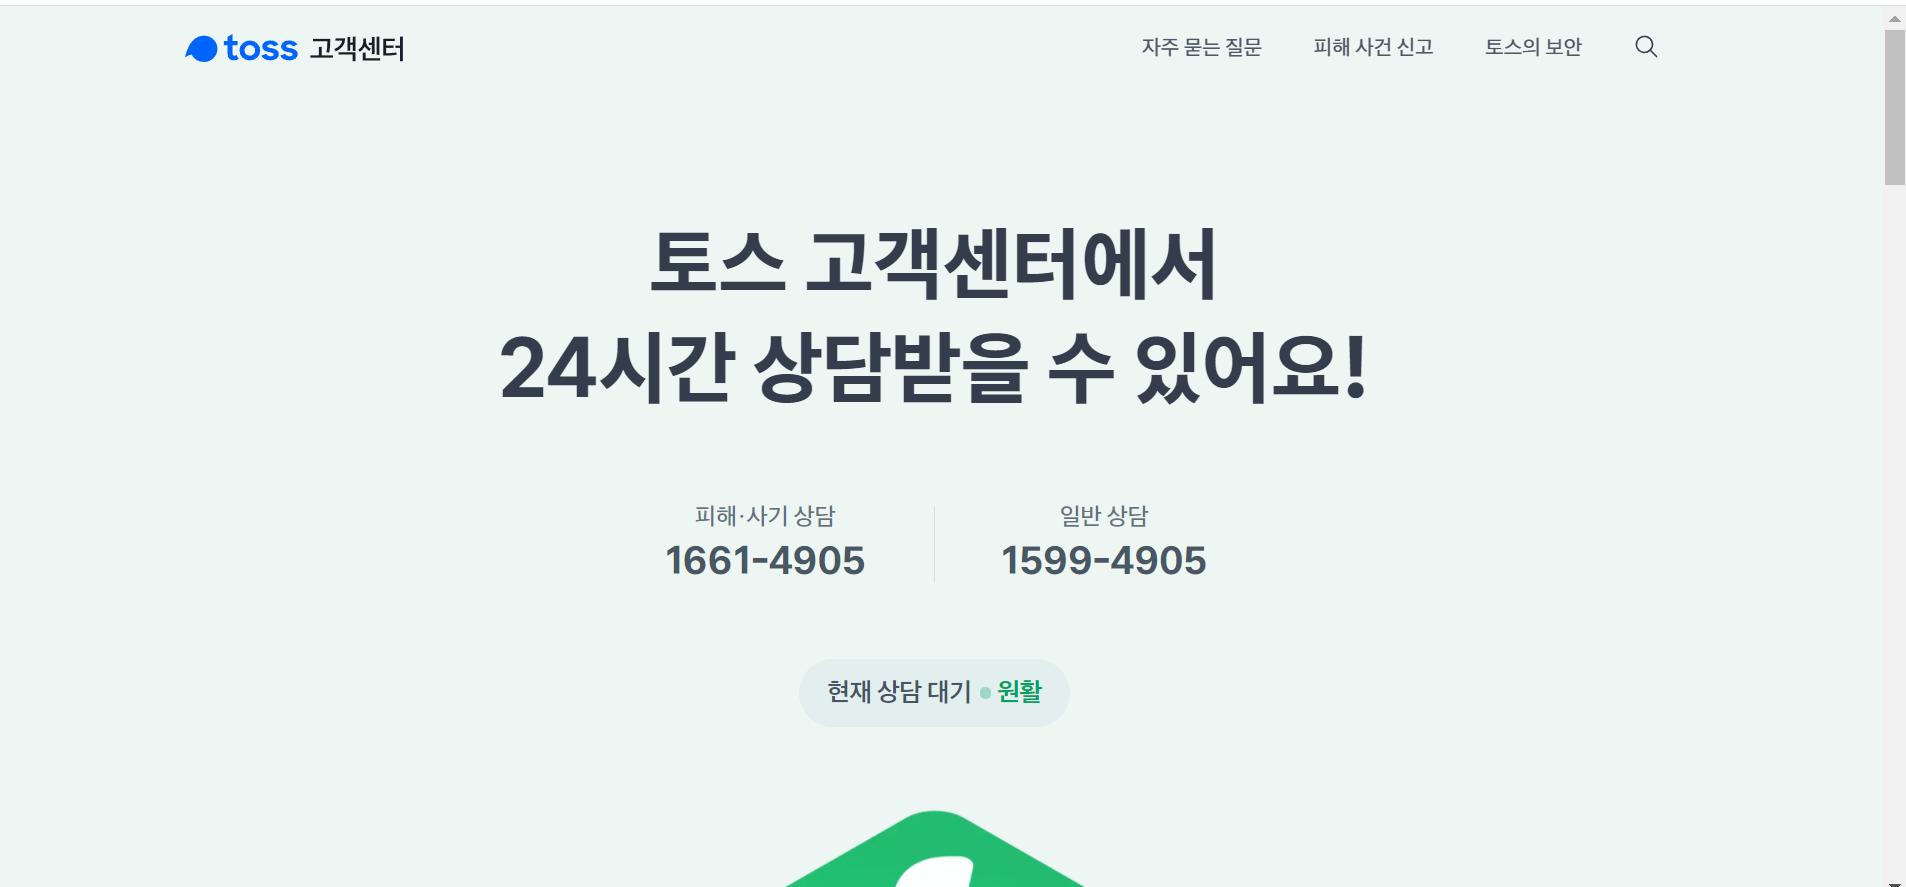 toss 고객센터
자주 묻는 질문 피해 사건 신고 토스의 보안
토스 고객센터에서
24시간 상담받을 수 있어요!
피해·사기 상담
1661-4905
일반 상담
1599-4905
현재 상담 대기 원활